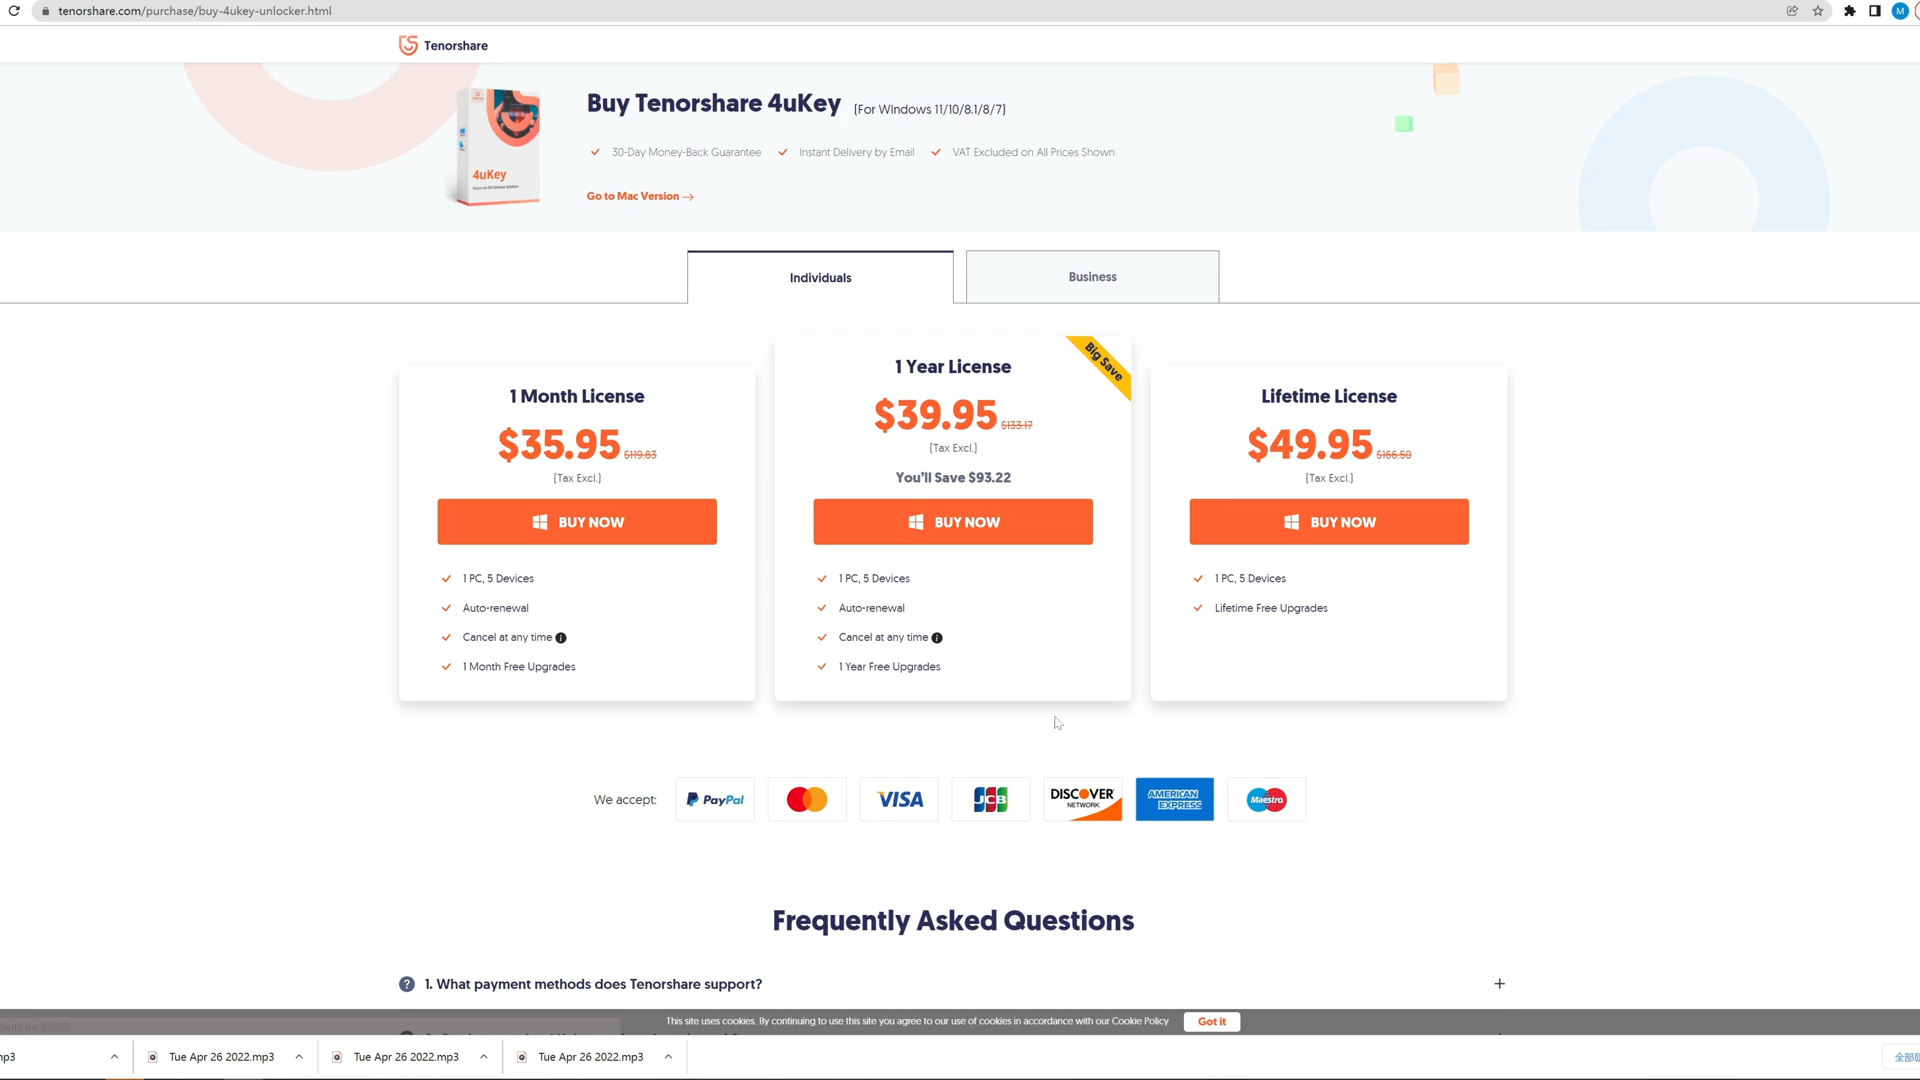 tenorshare.com/purchase/buy-4ukey-unlocker.html
M
Tenorshare
4uKey
Buy Tenorshare 4uKey (For Windows 11/10/8.1/8/7)
30-Day Money-Back Guarantee Instant Delivery by Email VAT Excluded on All Prices Shown
Go to Mac Version →
Individuals
Business
1 Month License
$35.95 $119.83
(Tax Excl.)
BUY NOW
1 PC, 5 Devices
Auto-renewal
Cancel at any time
1 Month Free Upgrades
Big Save
1 Year License
$39.95 $133.17
(Tax Excl.)
You'll Save $93.22
BUY NOW
1 PC, 5 Devices
Auto-renewal
Cancel at any time
1 Year Free Upgrades
Lifetime License
$49.95 $166.50
(Tax Excl.)
BUY NOW
1 PC, 5 Devices
Lifetime Free Upgrades
We accept: PayPal VISA JCB DISCOVER NETWORK AMERICAN EXPRESS Maestro
Frequently Asked Questions
? 1. What payment methods does Tenorshare support? +
This site uses cookies. By continuing to use this site you agree to our use of cookies in accordance with our Cookie Policy Got it
Tue Apr 26 2022.mp3 Tue Apr 26 2022.mp3 Tue Apr 26 2022.mp3